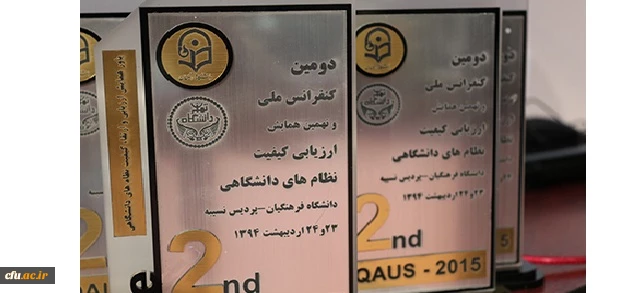 دومین
کنفرانس ملی
و نهمین همایش
ارزیابی کیفیت
نظام های دانشگاهی
دانشگاه فرهنگیان-پردیس نسیبه
۲۳و۲۴ اردیبهشت ۱۳۹۴
2nd
دومین
کنفرانس ملی
و نهمین همایش
ارزیابی کیفیت
نظام های دانشگاهی
دانشگاه فرهنگیان-پردیس نسیبه
۲۳و۲۴ اردیبهشت ۱۳۹۴
2nd
QAUS - 2015
cfu.ac.ir